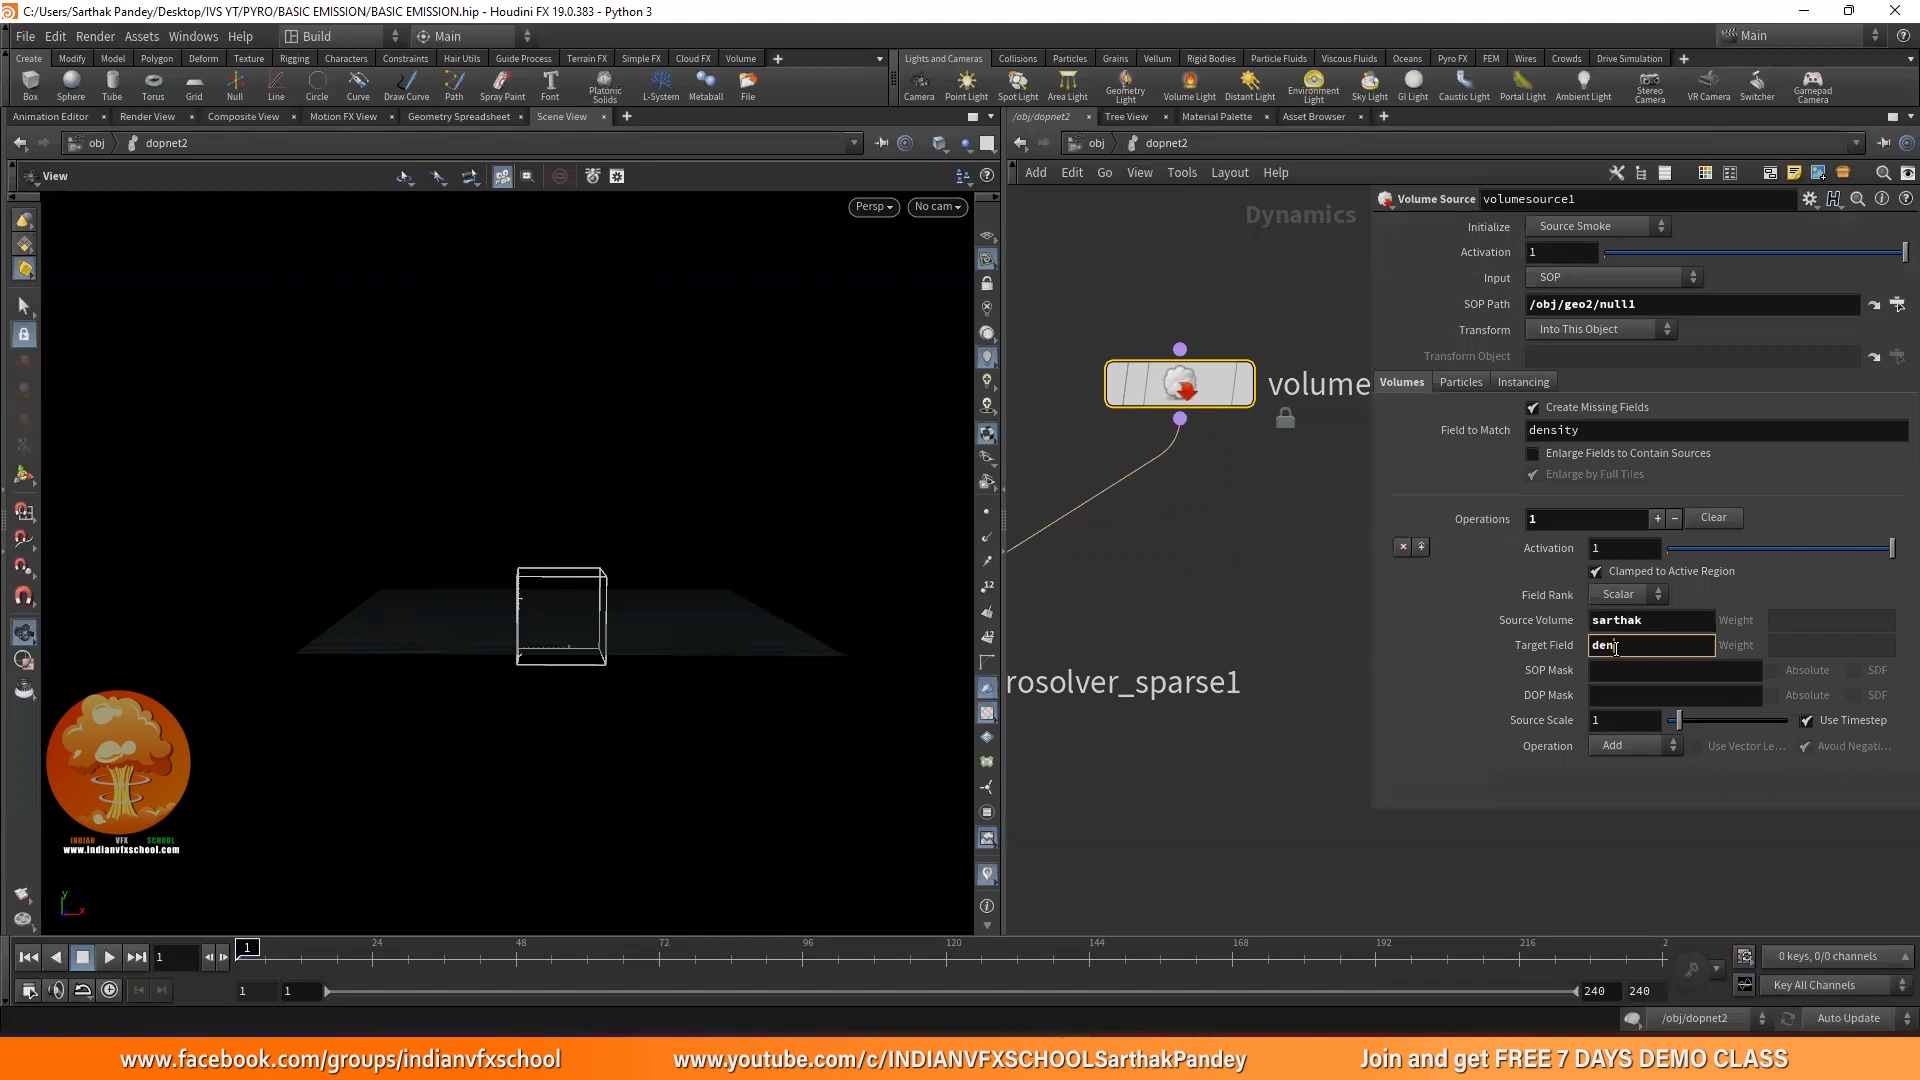 C:/Users/Sarthak Pandey/Desktop/IVS YT/PYRO/BASIC EMISSION/BASIC EMISSION.hip - Houdini FX 19.0.383 - Python 3
File Edit Render Assets Windows Help Build Main Main
Create Modify Model Polygon Deform Texture Rigging Characters Constraints Hair Utils Guide Process Terrain FX Simple FX Cloud FX Volume
Lights and Cameras Collisions Particles Grains Vellum Rigid Bodies Particle Fluids Viscous Fluids Oceans Pyro FX FEM Wires Crowds Drive Simulation
Box Sphere Tube Torus Grid Null Line Circle Curve Draw Curve Path Spray Paint Font Platonic Solids L-System Metaball File
Camera Point Light Spot Light Area Light Geometry Light Volume Light Distant Light Environment Light Sky Light GI Light Caustic Light Portal Light Ambient Light Stereo Camera VR Camera Switcher Gamepad Camera
Animation Editor Render View Composite View Motion FX View Geometry Spreadsheet Scene View
/obj/dopnet2 Tree View Material Palette Asset Browser
obj dopnet2
obj dopnet2
View
Add Edit Go View Tools Layout Help
Persp No cam
Dynamics
volume
rosolver_sparse1
Volume Source volumesource1
Initialize Source Smoke
Activation 1
Input SOP
SOP Path /obj/geo2/null1
Transform Into This Object
Transform Object
Volumes Particles Instancing
Create Missing Fields
Field to Match density
Enlarge Fields to Contain Sources
Enlarge by Full Tiles
Operations 1 + − Clear
Activation 1
Clamped to Active Region
Field Rank Scalar
Source Volume sarthak Weight
Target Field den Weight
SOP Mask Absolute SDF
DOP Mask Absolute SDF
Source Scale 1 Use Timestep
Operation Add Use Vector Le... Avoid Negati...
12
12
INDIAN VFX SCHOOL
www.indianvfxschool.com
y
x
1 1 24 48 72 96 120 144 168 192 216 2
0 keys, 0/0 channels
1 1 240 240
Key All Channels
/obj/dopnet2 Auto Update
www.facebook.com/groups/indianvfxschool www.youtube.com/c/INDIANVFXSCHOOLSarthakPandey Join and get FREE 7 DAYS DEMO CLASS